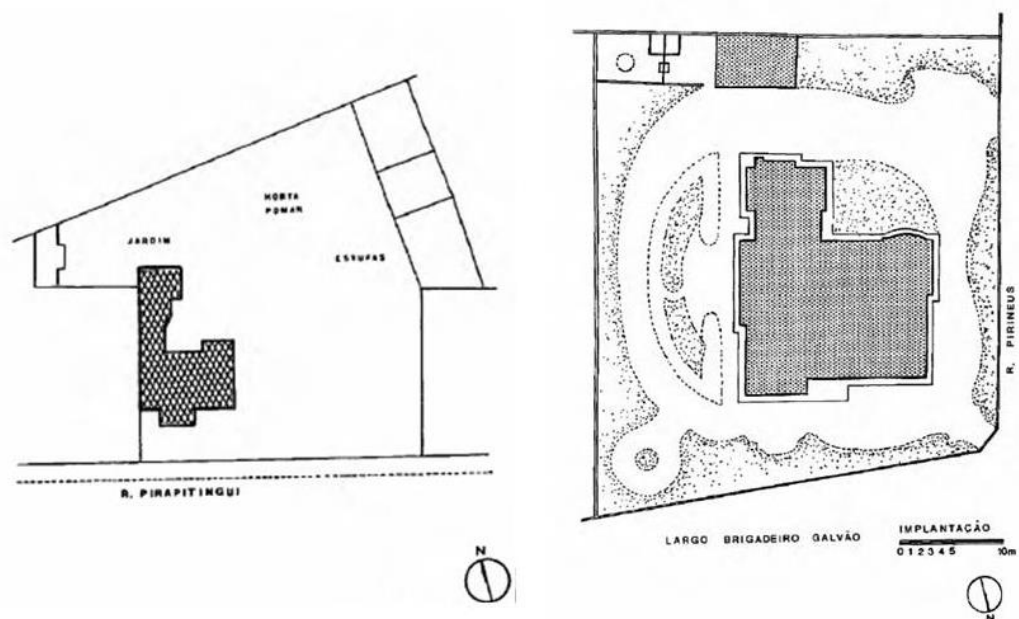 HORTA
POMAR
JARDIM
ESTUFAS
R. PIRAPITINGUI
N
R. PIRINEUS
LARGO BRIGADEIRO GALVÃO
IMPLANTAÇÃO
0 1 2 3 4 5 10m
N